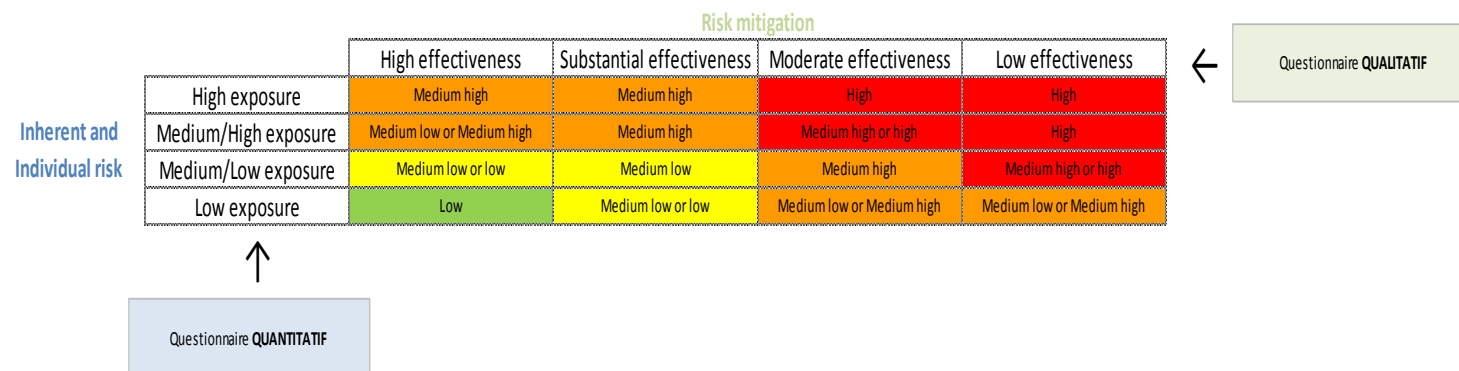 Risk mitigation
High effectiveness Substantial effectiveness Moderate effectiveness Low effectiveness
Questionnaire QUALITATIF
High exposure Medium high Medium high High High
Inherent and
Individual risk
Medium/High exposure Medium low or Medium high Medium high Medium high or high High
Medium/Low exposure Medium low or low Medium low Medium high Medium high or high
Low exposure Low Medium low or low Medium low or Medium high Medium low or Medium high
Questionnaire QUANTITATIF